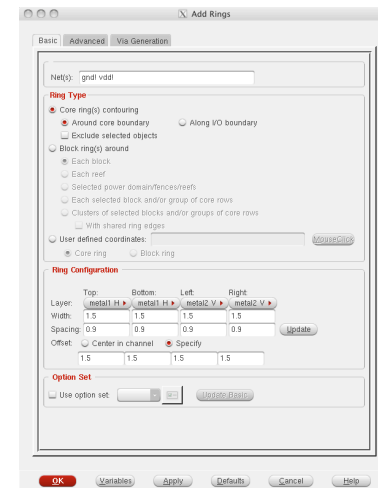 Add Rings
Basic Advanced Via Generation
Net(s): gnd! vdd!
Ring Type
Core ring(s) contouring
Around core boundary Along I/O boundary
Exclude selected objects
Block ring(s) around
Each block
Each reef
Selected power domain/fences/reefs
Each selected block and/or group of core rows
Clusters of selected blocks and/or groups of core rows
With shared ring edges
User defined coordinates: MouseClick
Core ring Block ring
Ring Configuration
Top: Bottom: Left: Right:
Layer: metal1 H metal1 H metal2 V metal2 V
Width: 1.5 1.5 1.5 1.5
Spacing: 0.9 0.9 0.9 0.9 Update
Offset: Center in channel Specify
1.5 1.5 1.5 1.5
Option Set
Use option set: Update Basic
OK Variables Apply Defaults Cancel Help